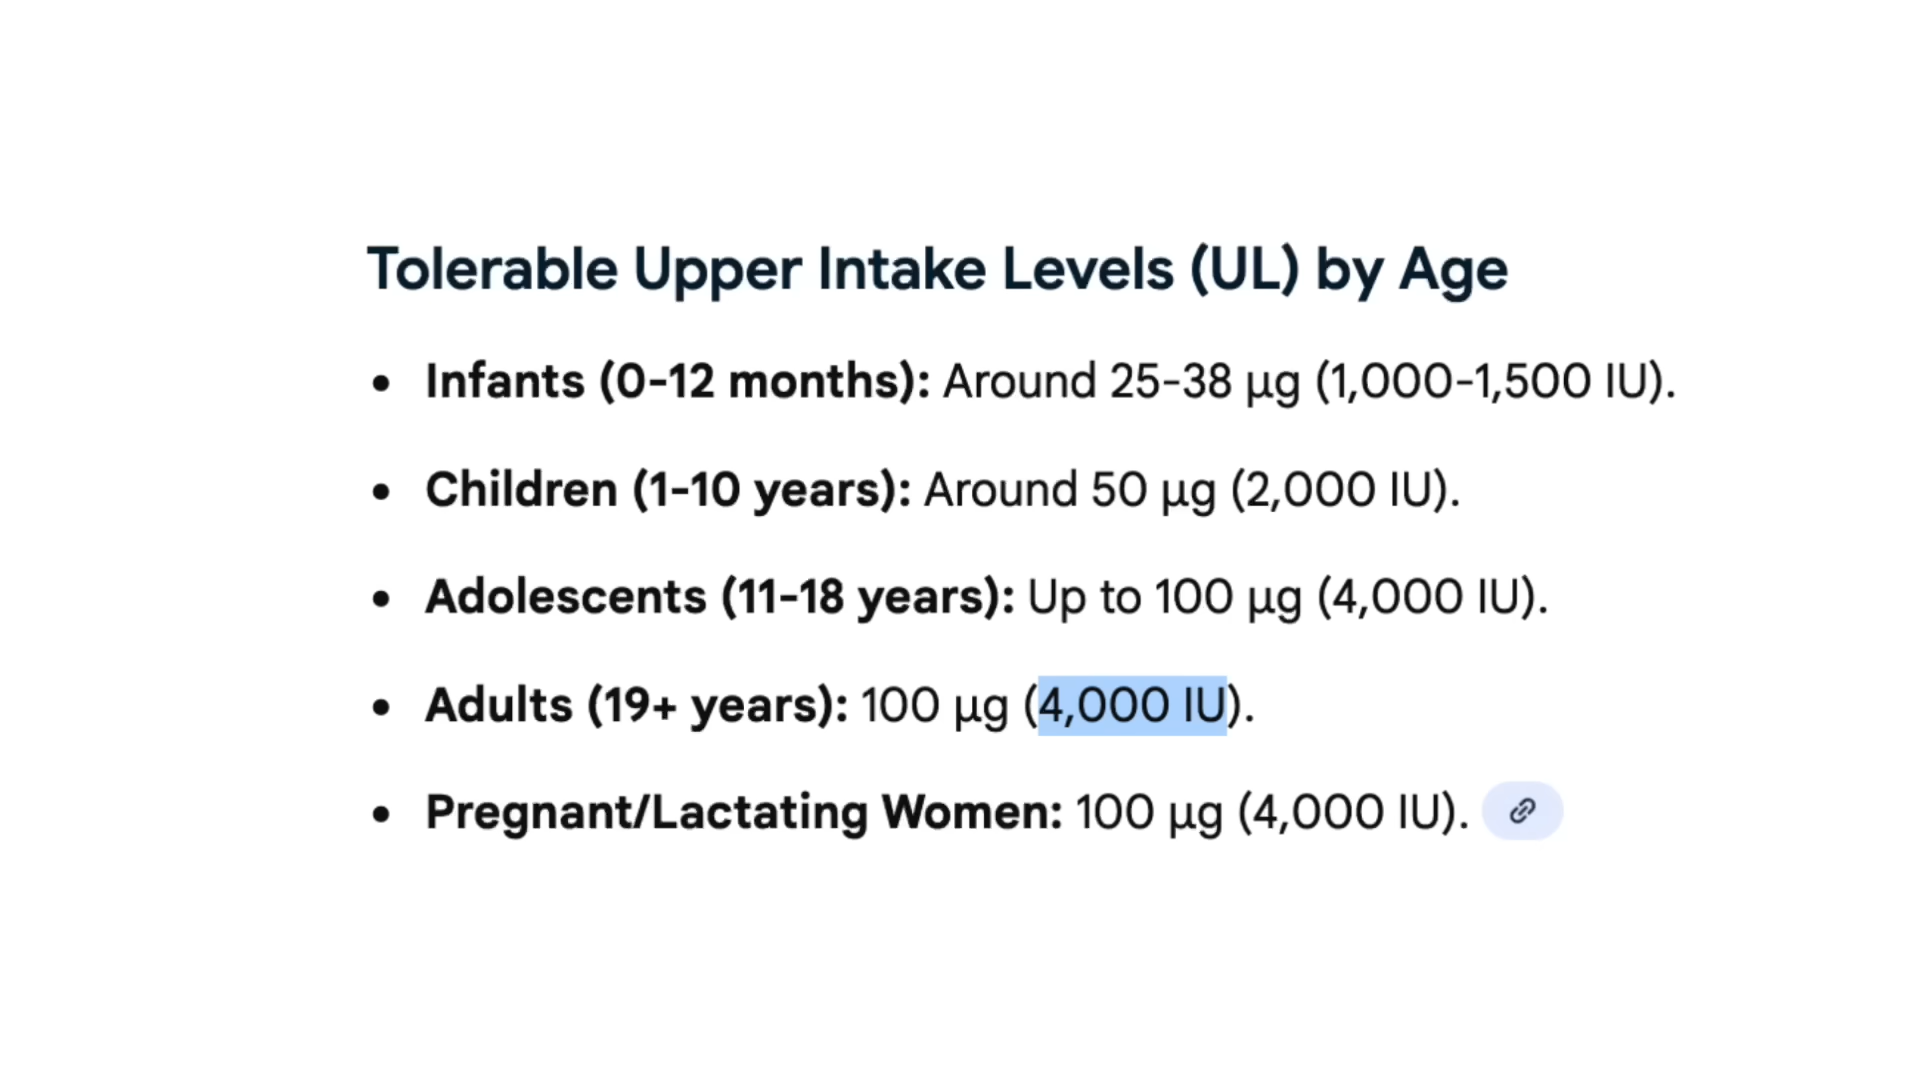 Tolerable Upper Intake Levels (UL) by Age
• Infants (0-12 months): Around 25-38 µg (1,000-1,500 IU).
• Children (1-10 years): Around 50 µg (2,000 IU).
• Adolescents (11-18 years): Up to 100 µg (4,000 IU).
• Adults (19+ years): 100 µg (4,000 IU).
• Pregnant/Lactating Women: 100 µg (4,000 IU).